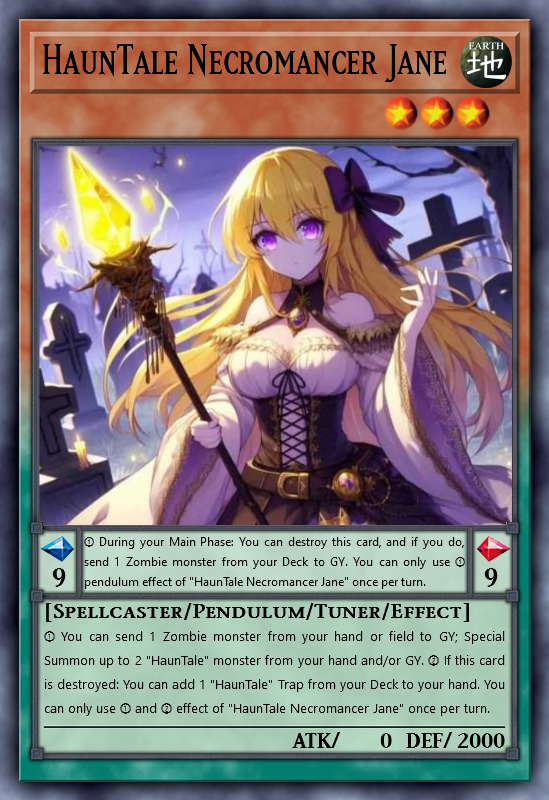 HaunTale Necromancer Jane
EARTH
地
① During your Main Phase: You can destroy this card, and if you do,
send 1 Zombie monster from your Deck to GY. You can only use ①
pendulum effect of "HaunTale Necromancer Jane" once per turn.
9
9
[Spellcaster/Pendulum/Tuner/Effect]
① You can send 1 Zombie monster from your hand or field to GY; Special
Summon up to 2 "HaunTale" monster from your hand and/or GY. ② If this card
is destroyed: You can add 1 "HaunTale" Trap from your Deck to your hand. You
can only use ① and ② effect of "HaunTale Necromancer Jane" once per turn.
ATK/ 0 DEF/ 2000